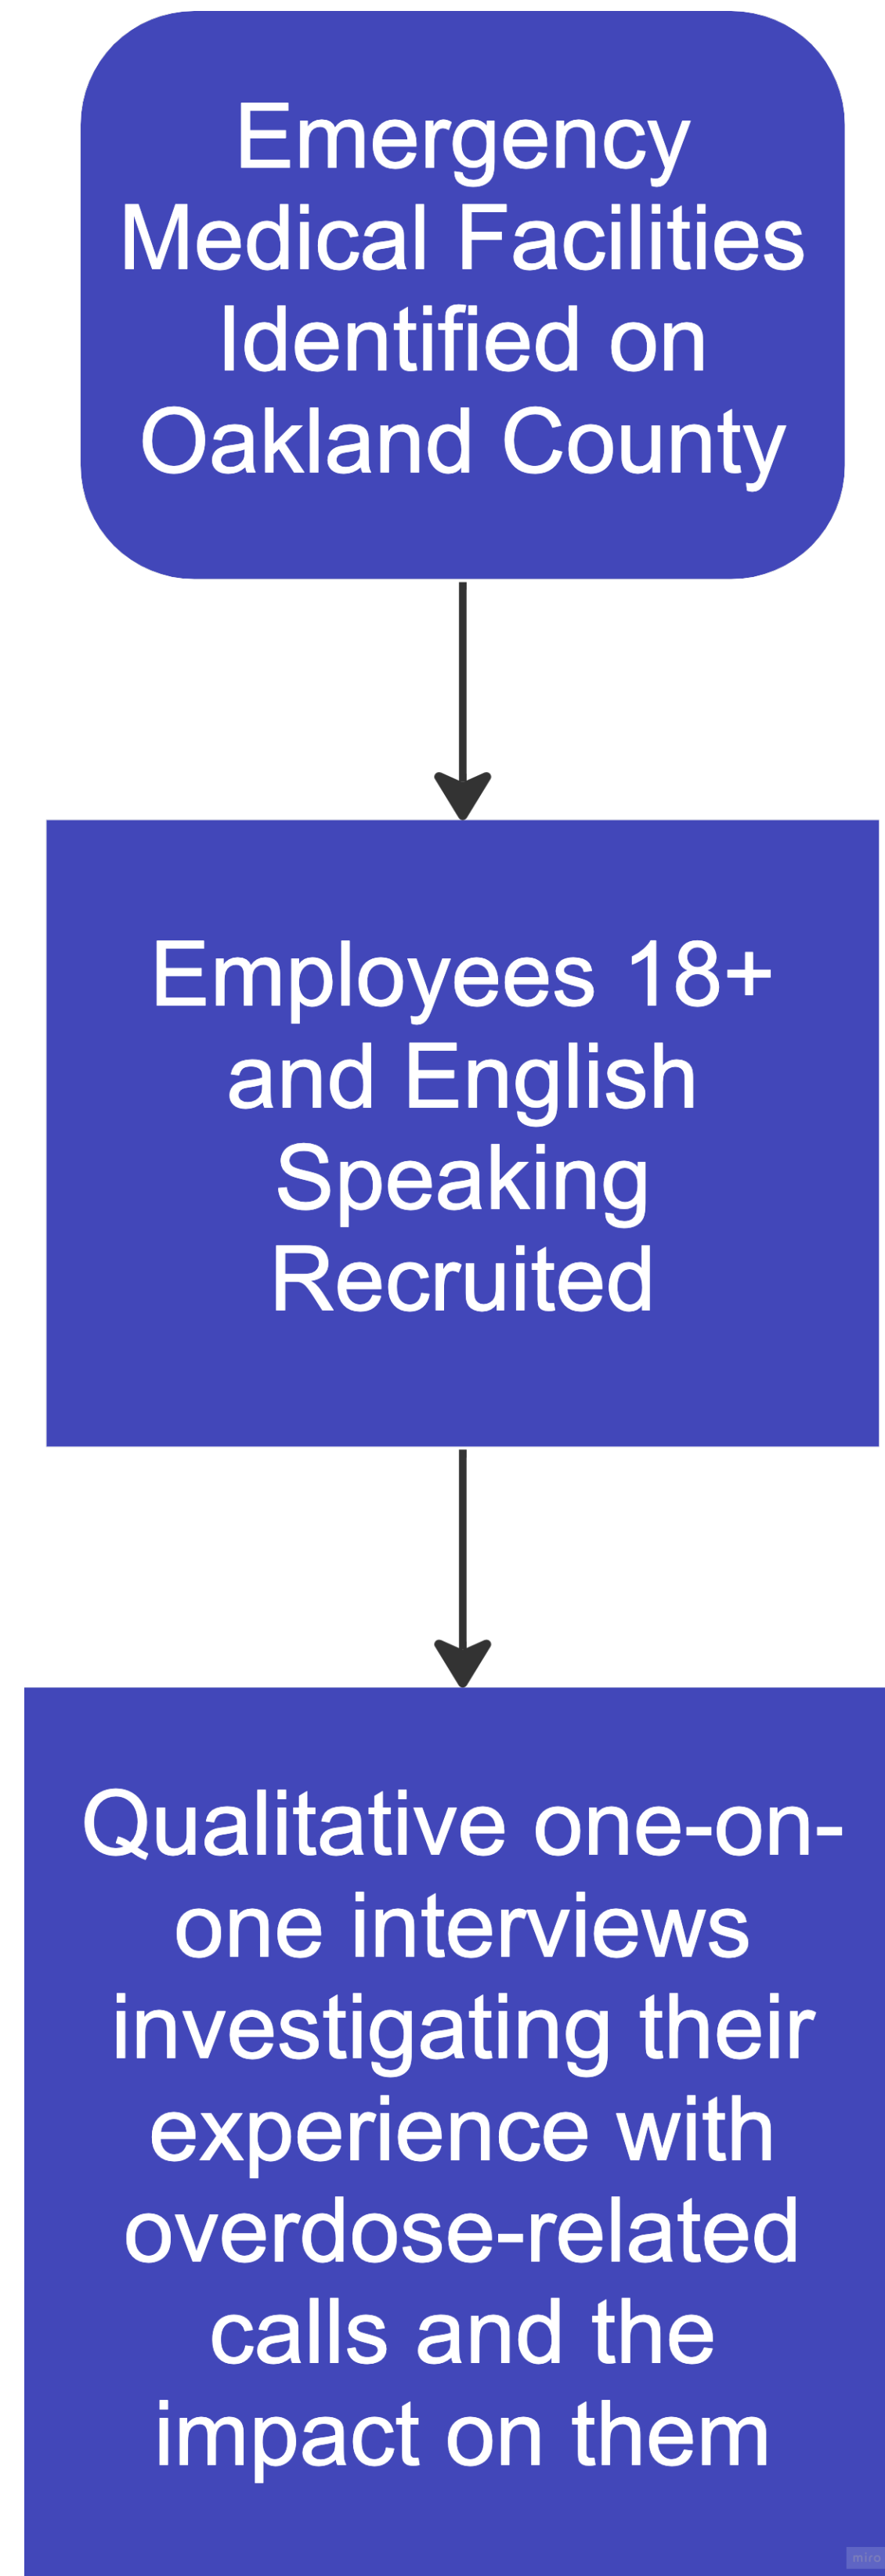 Emergency
Medical Facilities
Identified on
Oakland County
Employees 18+
and English
Speaking
Recruited
Qualitative one-on-
one interviews
investigating their
experience with
overdose-related
calls and the
impact on them
miro